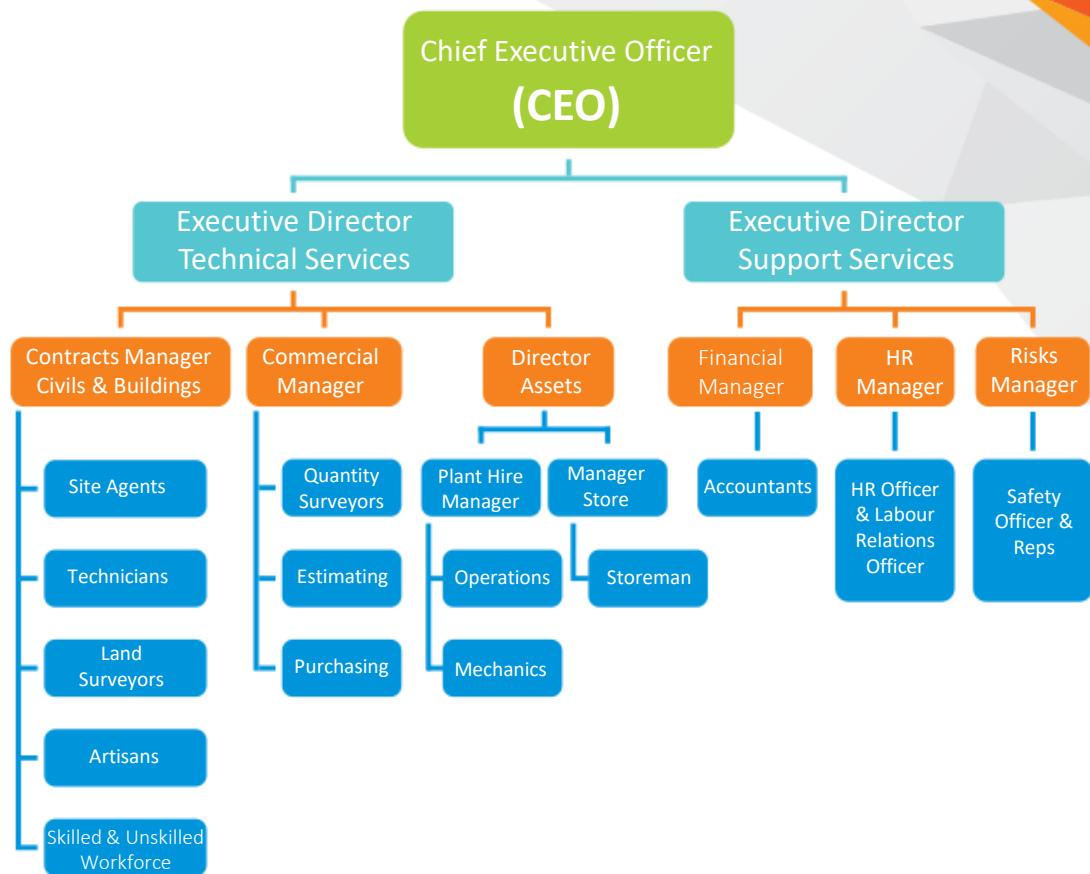 Chief Executive Officer
(CEO)
Executive Director
Technical Services
Executive Director
Support Services
Contracts Manager
Civils & Buildings
Commercial
Manager
Director
Assets
Financial
Manager
HR
Manager
Risks
Manager
Site Agents
Technicians
Land
Surveyors
Artisans
Skilled & Unskilled
Workforce
Quantity
Surveyors
Estimating
Purchasing
Plant Hire
Manager
Operations
Mechanics
Manager
Store
Storeman
Accountants
HR Officer
& Labour
Relations
Officer
Safety
Officer &
Reps